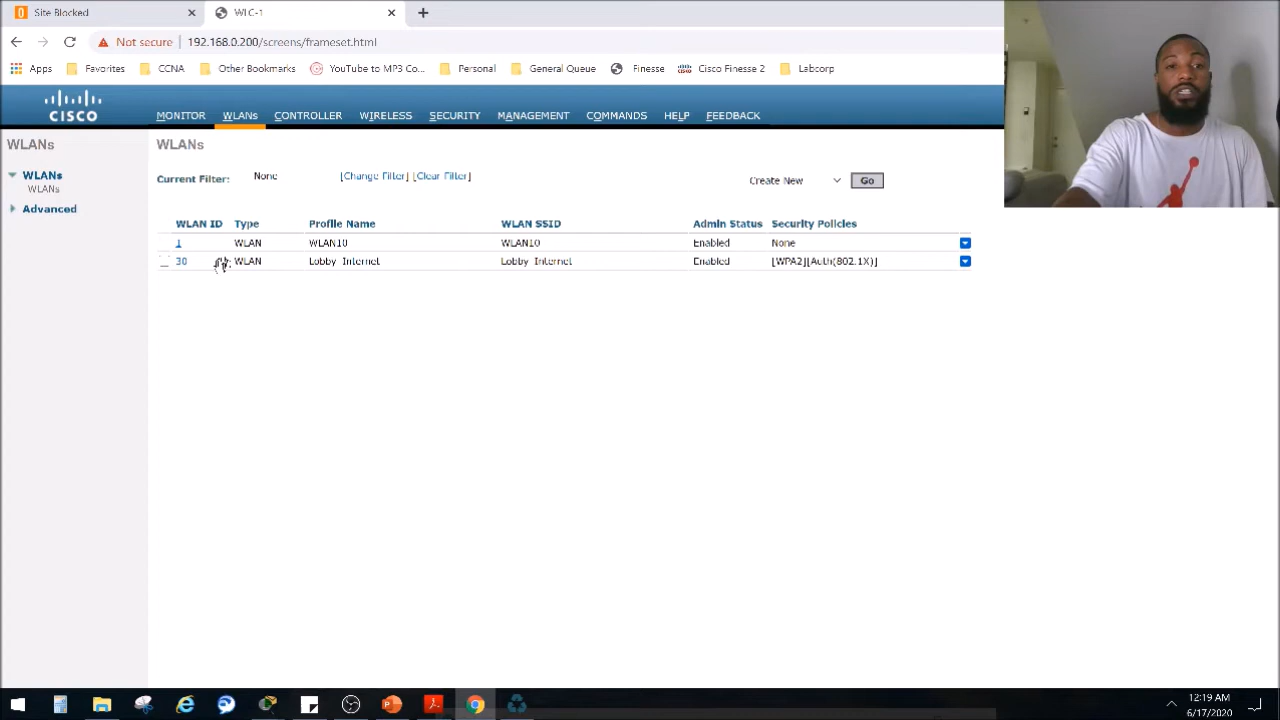 Site Blocked
WLC-1
Not secure
192.168.0.200/screens/frameset.html
Apps
Favorites
CCNA
Other Bookmarks
YouTube to MP3 Co...
Personal
General Queue
Finesse
Cisco Finesse 2
Labcorp
CISCO
MONITOR WLANs CONTROLLER WIRELESS SECURITY MANAGEMENT COMMANDS HELP FEEDBACK
WLANs
WLANs
WLANs
Advanced
WLANs
Current Filter: None [Change Filter] [Clear Filter]
Create New Go
WLAN ID Type Profile Name WLAN SSID Admin Status Security Policies
1 WLAN WLAN10 WLAN10 Enabled None
30 WLAN Lobby Internet Lobby Internet Enabled [WPA2][Auth(802.1X)]
12:19 AM
6/17/2020